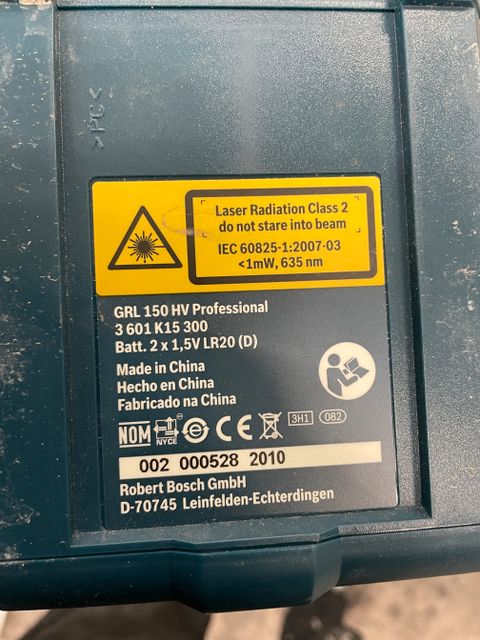 >PC<
Laser Radiation Class 2
do not stare into beam
IEC 60825-1:2007-03
<1mW, 635 nm
GRL 150 HV Professional
3 601 K15 300
Batt. 2 x 1,5V LR20 (D)
Made in China
Hecho en China
Fabricado na China
NOM NYCE e CE 3H1 082
002 000528 2010
Robert Bosch GmbH
D-70745 Leinfelden-Echterdingen